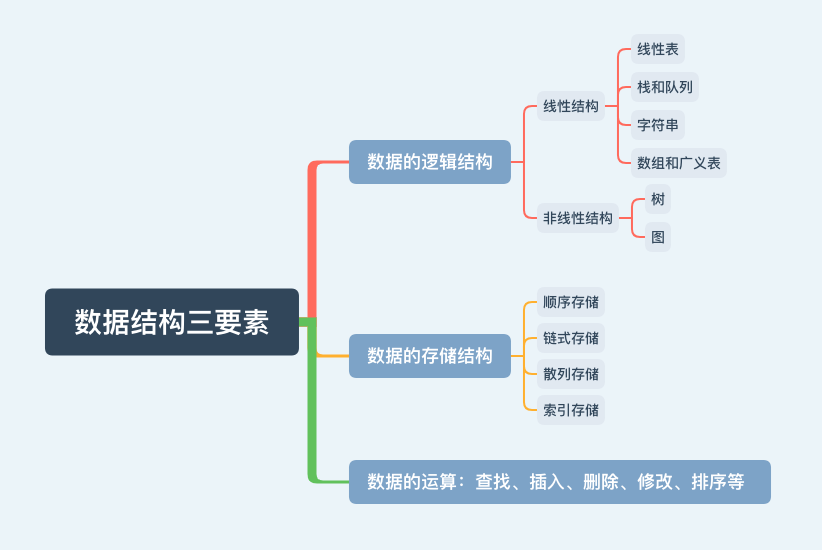 数据结构三要素
数据的逻辑结构
线性结构
线性表
栈和队列
字符串
数组和广义表
非线性结构
树
图
数据的存储结构
顺序存储
链式存储
散列存储
索引存储
数据的运算：查找、插入、删除、修改、排序等